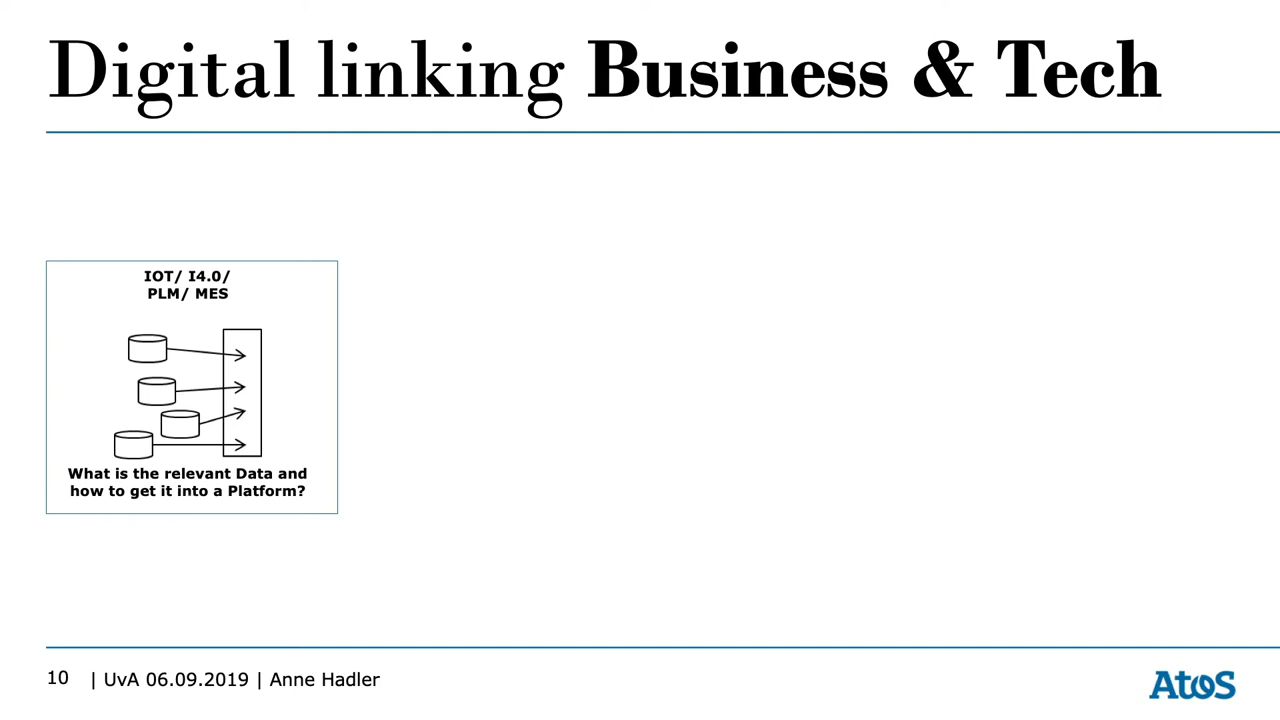 Digital linking Business & Tech
IOT/ I4.0/
PLM/ MES
What is the relevant Data and
how to get it into a Platform?
10 | UvA 06.09.2019 | Anne Hadler
Atos